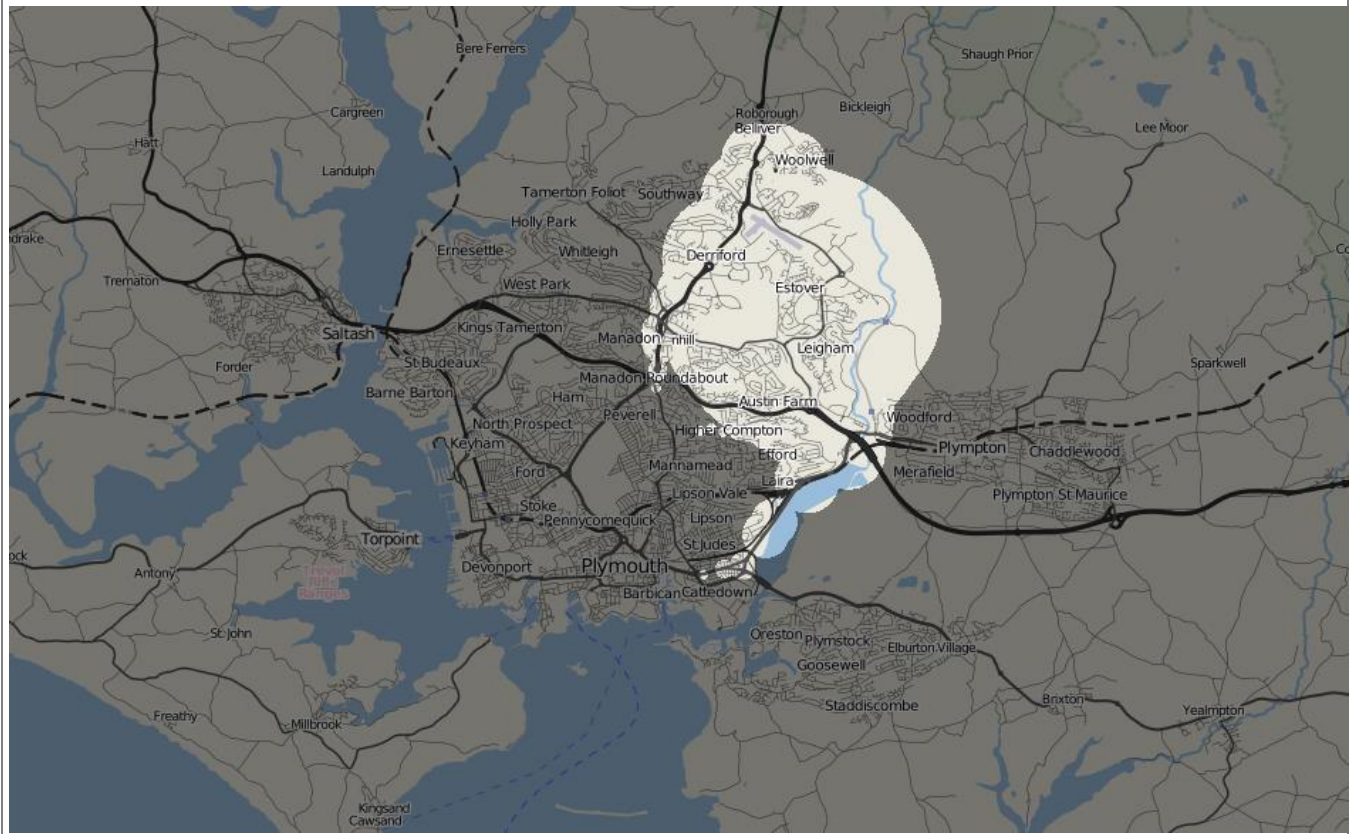 Bere Ferrers
Shaugh Prior
Cargreen
Roborough
Bickleigh
Belliver
Lee Moor
Hatt
Woolwell
Landulph
Tamerton Foliot
Southway
Holly Park
drake
Ernesettle
Whitleigh
Derriford
Trematon
West Park
Estover
Saltash
Kings Tamerton
Manadon
nhill
Leigham
St Budeaux
Sparkwell
Forder
Manadon Roundabout
Barne Barton
Ham
Austin Farm
Peverell
Woodford
North Prospect
Higher Compton
Keyham
Plympton
Efford
Chaddlewood
Mannamead
Ford
Merafield
Laira
Lipson Vale
Plympton St Maurice
Stoke
Pennycomequick
Lipson
Torpoint
St Judes
ock
Antony
Devonport
Plymouth
Trevol
Rifle
Ranges
Barbican
Cattedown
St. John
Oreston
Plymstock
Elburton Village
Goosewell
Brixton
Staddiscombe
Yealmpton
Freathy
Millbrook
Kingsand
Cawsand